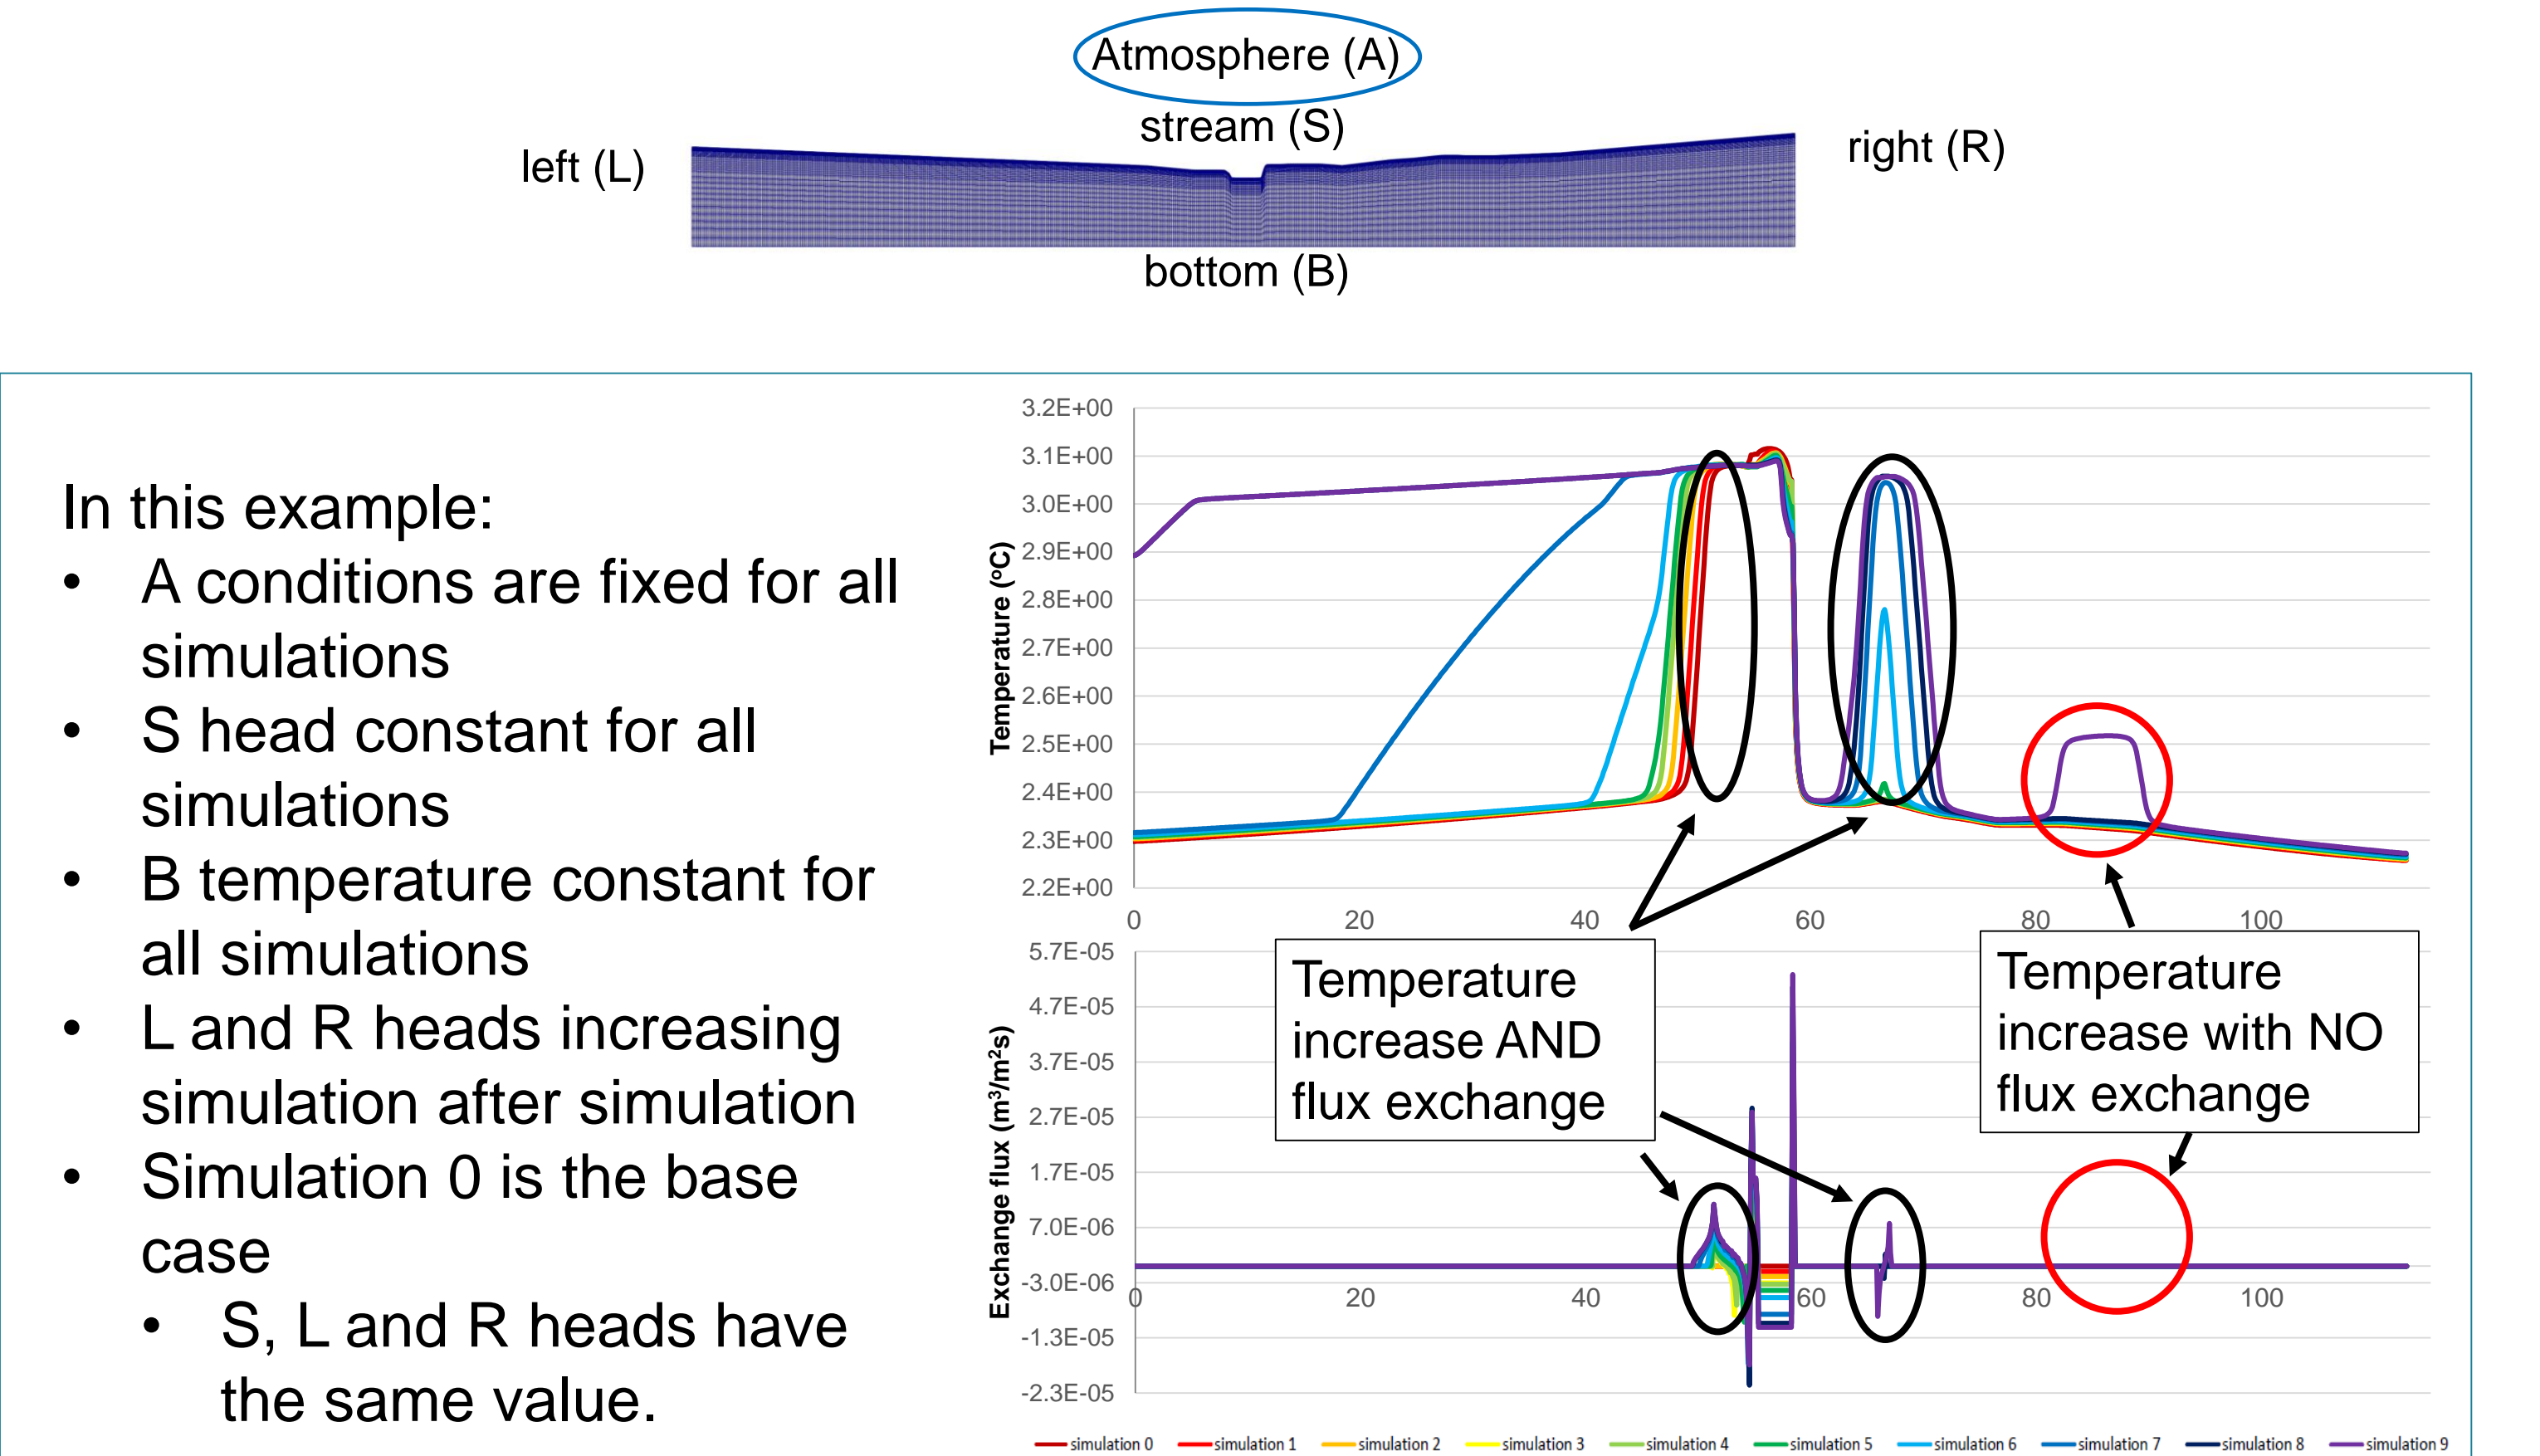 Atmosphere (A)
stream (S)
left (L)
right (R)
bottom (B)
In this example:
• A conditions are fixed for all
simulations
• S head constant for all
simulations
• B temperature constant for
all simulations
• L and R heads increasing
simulation after simulation
• Simulation 0 is the base
case
• S, L and R heads have
the same value.
Temperature (ºC)
3.2E+00
3.1E+00
3.0E+00
2.9E+00
2.8E+00
2.7E+00
2.6E+00
2.5E+00
2.4E+00
2.3E+00
2.2E+00
0 20 40 60 80 100
Temperature
increase AND
flux exchange
Temperature
increase with NO
flux exchange
Exchange flux (m³/m²s)
5.7E-05
4.7E-05
3.7E-05
2.7E-05
1.7E-05
7.0E-06
-3.0E-06
-1.3E-05
-2.3E-05
0 20 40 60 80 100
simulation 0 simulation 1 simulation 2 simulation 3 simulation 4 simulation 5 simulation 6 simulation 7 simulation 8 simulation 9